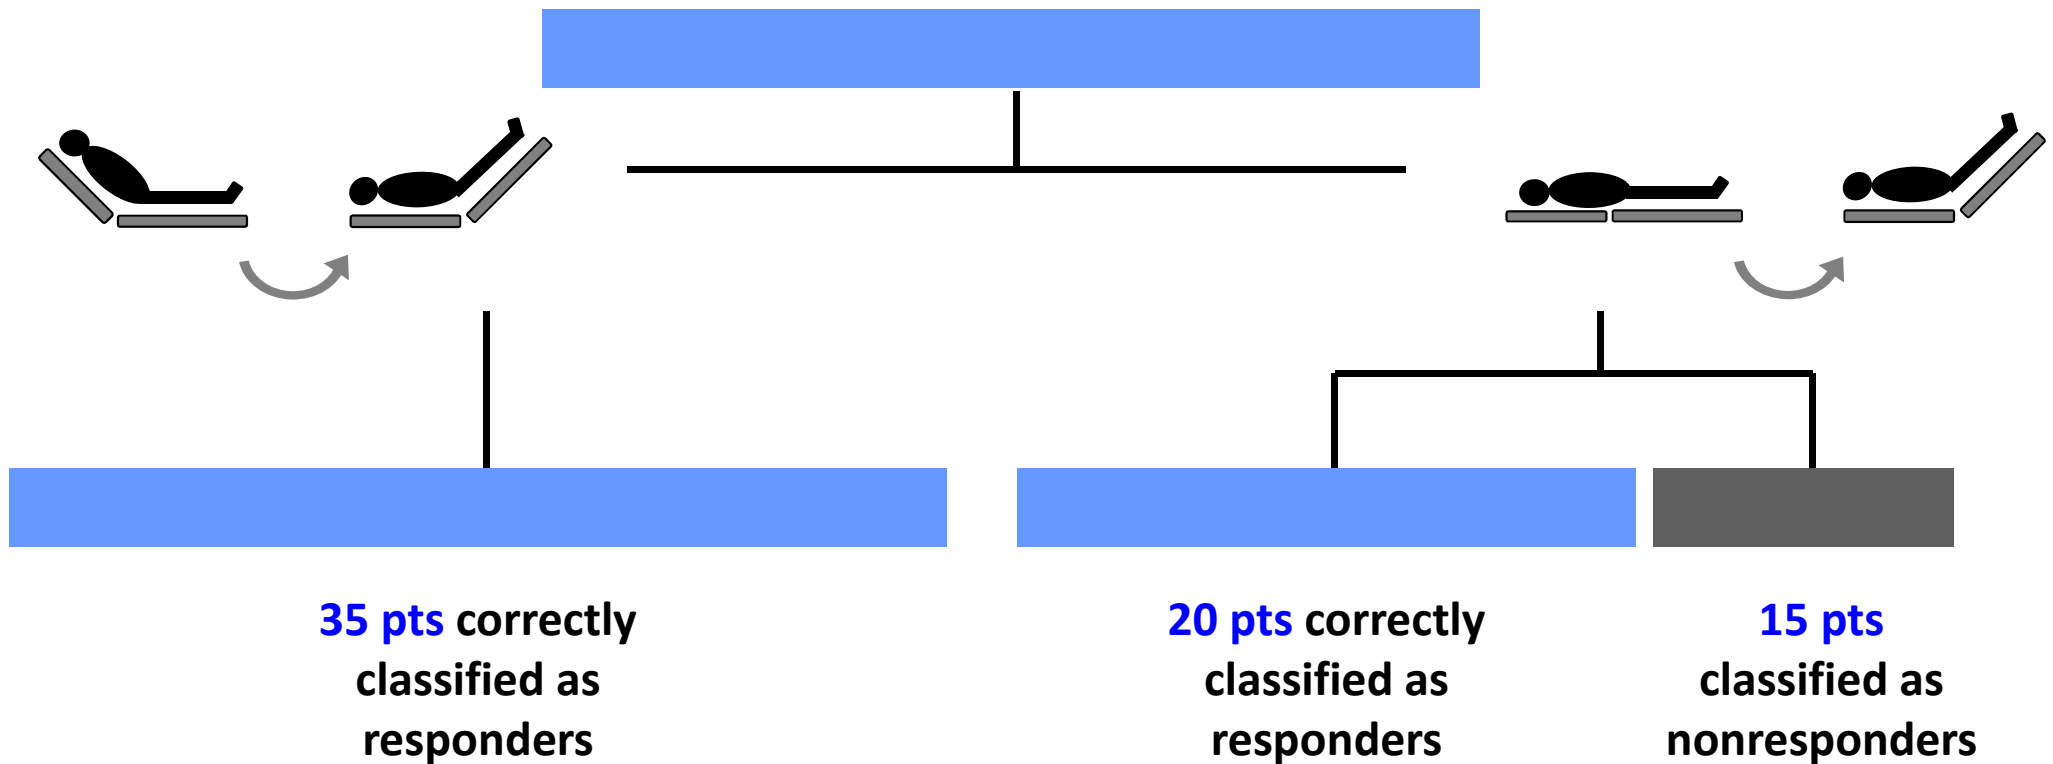 35 pts correctly
classified as
responders
20 pts correctly
classified as
responders
15 pts
classified as
nonresponders